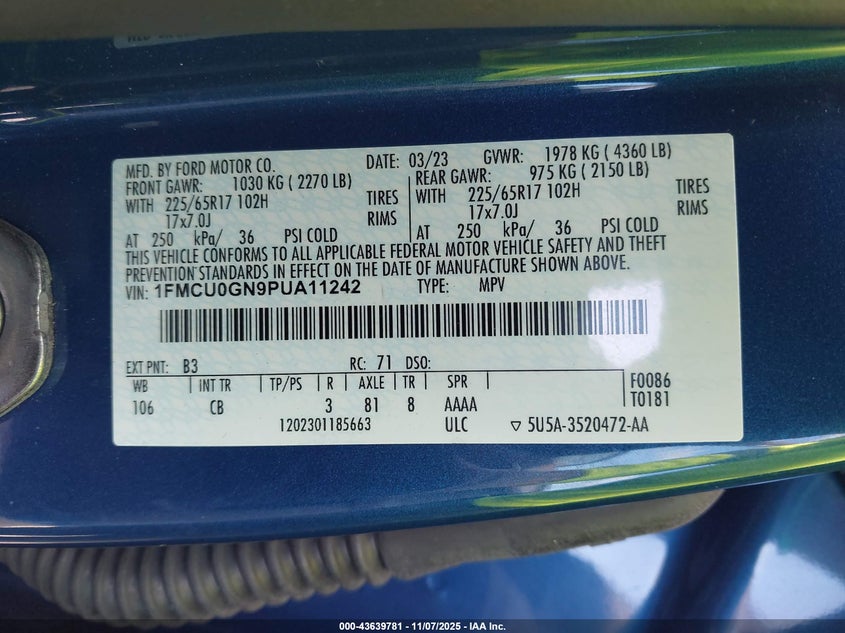 MFD. BY FORD MOTOR CO. DATE: 03/23 GVWR: 1978 KG ( 4360 LB)
FRONT GAWR: 1030 KG ( 2270 LB) REAR GAWR: 975 KG ( 2150 LB)
WITH 225/65R17 102H TIRES WITH 225/65R17 102H TIRES
17x7.0J RIMS 17x7.0J RIMS
AT 250 kPa/ 36 PSI COLD AT 250 kPa/ 36 PSI COLD
THIS VEHICLE CONFORMS TO ALL APPLICABLE FEDERAL MOTOR VEHICLE SAFETY AND THEFT
PREVENTION STANDARDS IN EFFECT ON THE DATE OF MANUFACTURE SHOWN ABOVE.
VIN: 1FMCU0GN9PUA11242 TYPE: MPV
EXT PNT: B3 RC: 71 DSO:
WB INT TR TP/PS R AXLE TR SPR F0086
106 CB 3 81 8 AAAA T0181
1202301185663 ULC ▽ 5U5A-3520472-AA
000-43639781 - 11/07/2025 - IAA Inc.